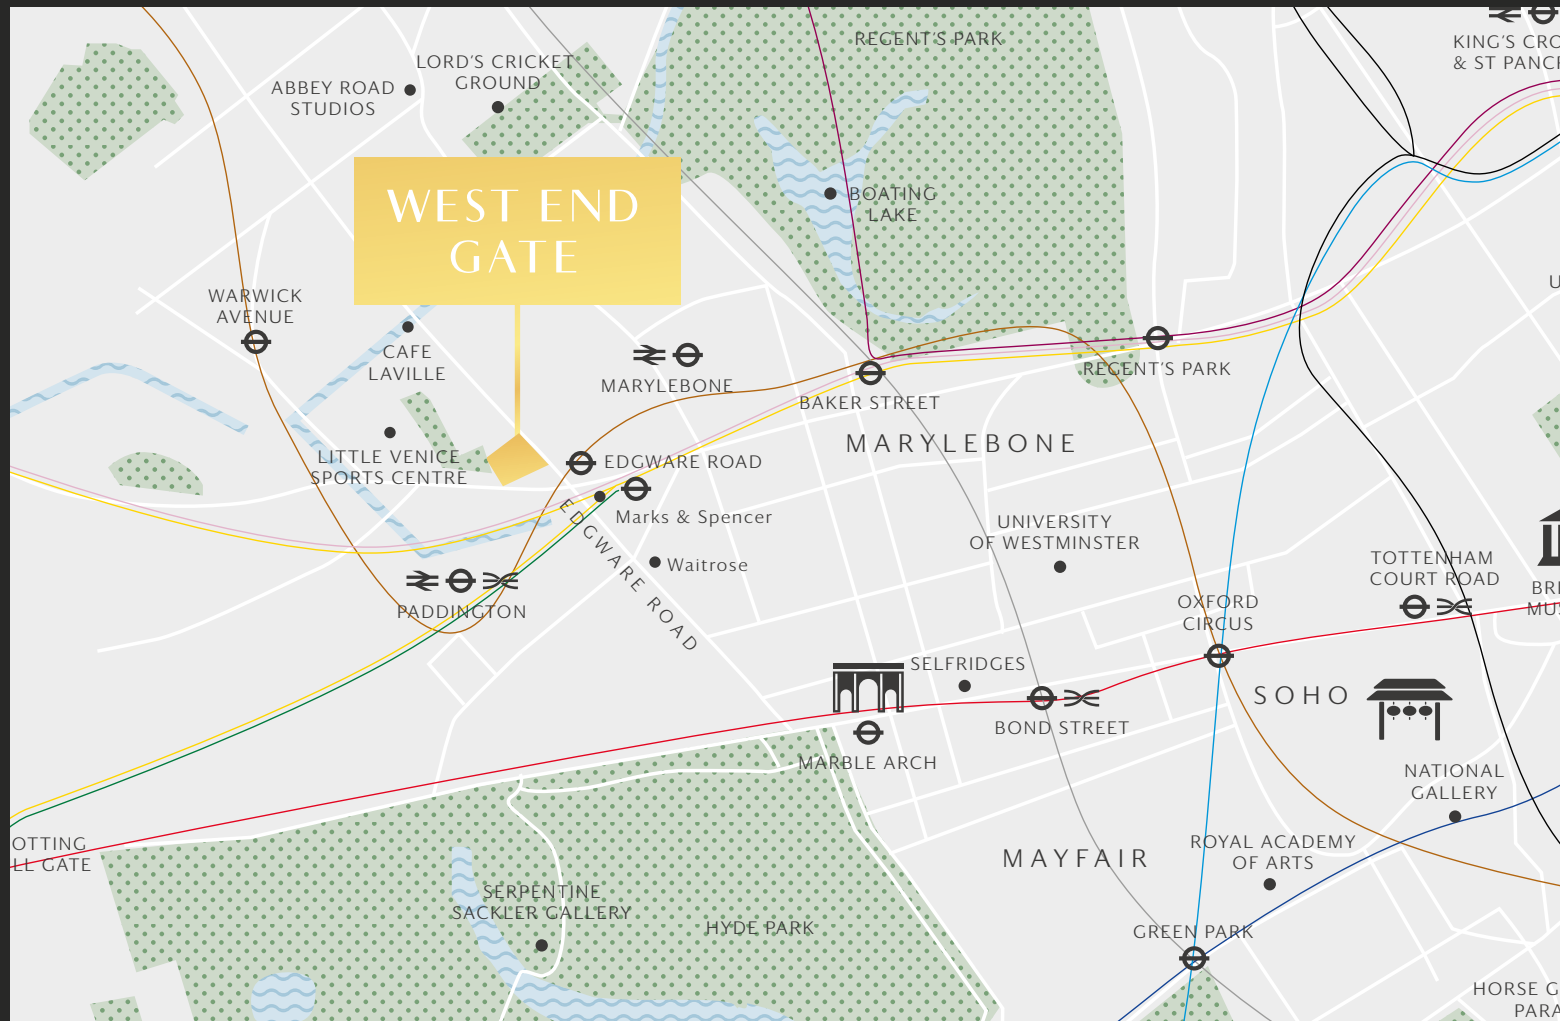 REGENT'S PARK
KING'S CRO
& ST PANCR
LORD'S CRICKET
GROUND
ABBEY ROAD
STUDIOS
WEST END
GATE
BOATING
LAKE
WARWICK
AVENUE
CAFE
LAVILLE
MARYLEBONE
REGENT'S PARK
BAKER STREET
MARYLEBONE
LITTLE VENICE
SPORTS CENTRE
EDGWARE ROAD
Marks & Spencer
EDGWARE ROAD
Waitrose
UNIVERSITY
OF WESTMINSTER
TOTTENHAM
COURT ROAD
BRI
MUS
PADDINGTON
OXFORD
CIRCUS
SELFRIDGES
SOHO
BOND STREET
MARBLE ARCH
NATIONAL
GALLERY
OTTING
LL GATE
ROYAL ACADEMY
OF ARTS
MAYFAIR
SERPENTINE
SACKLER GALLERY
HYDE PARK
GREEN PARK
HORSE G
PARA